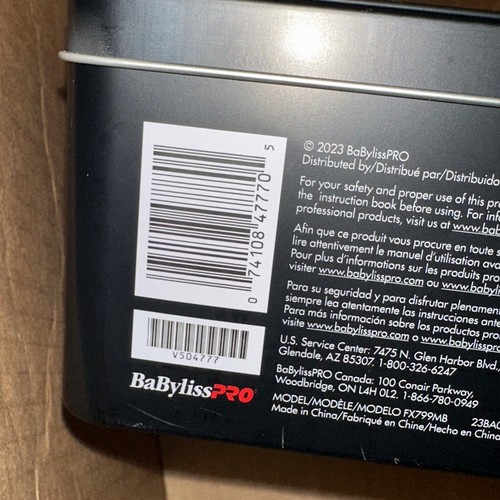 0 74108 47770 5
VS04777
BaBylissPRO
© 2023 BaBylissPRO
Distributed by/Distribué par/Distribuido
For your safety and proper use of this
the instruction book before using. For
professional products, visit us at www.
Afin que ce produit vous procure en toute
lire attentivement le manuel d'utilisation
Pour plus d'informations sur les produits
visiter www.babylisspro.com ou
Para su seguridad y para disfrutar
siempre lea atentamente las instrucciones
Para más información sobre los productos
visite www.babylisspro.com o
U.S. Service Center: 7475 N. Glen Harbor Blvd.,
Glendale, AZ 85307. 1-800-326-6247
BaBylissPRO Canada: 100 Conair Parkway,
Woodbridge, ON L4H 0L2. 1-866-780-0949
MODEL/MODÈLE/MODELO FX799MB
Made in China/Fabriqué en Chine/Hecho en China